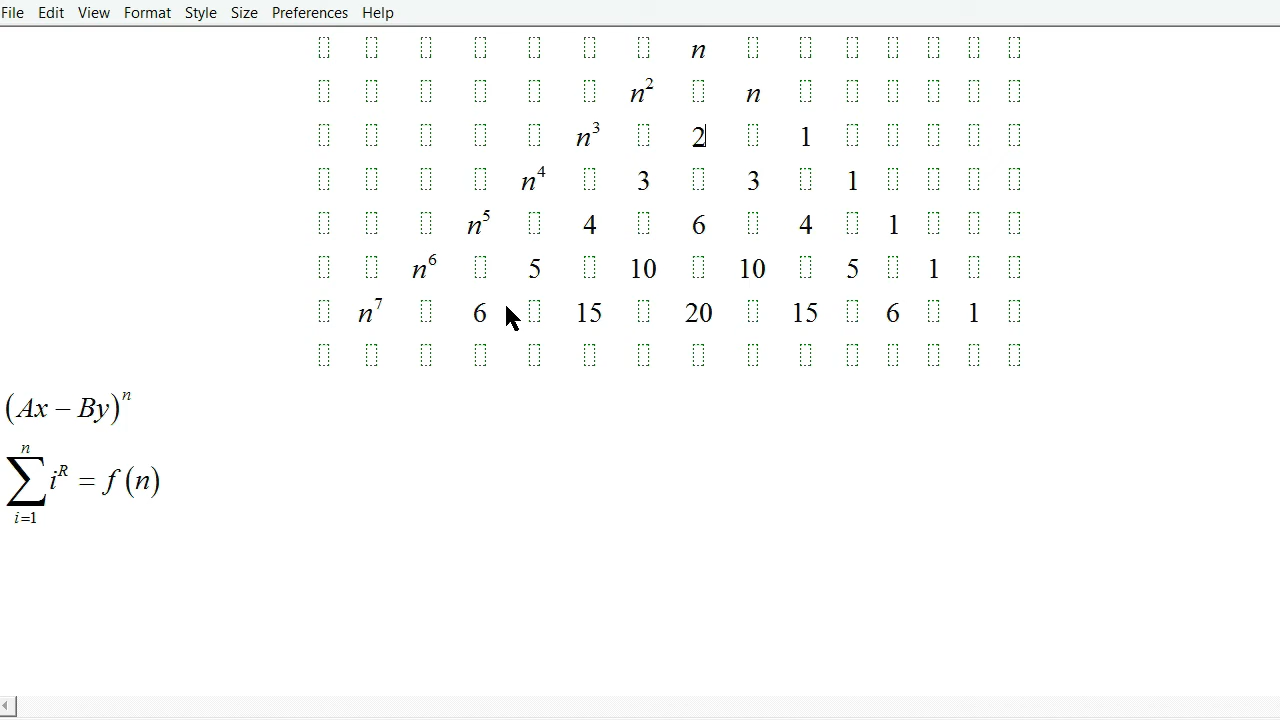 File Edit View Format Style Size Preferences Help
n
n² n
n³ 2 1
n⁴ 3 3 1
n⁵ 4 6 4 1
n⁶ 5 10 10 5 1
n⁷ 6 15 20 15 6 1
(Ax − By)ⁿ
n
∑ i^R = f (n)
i=1